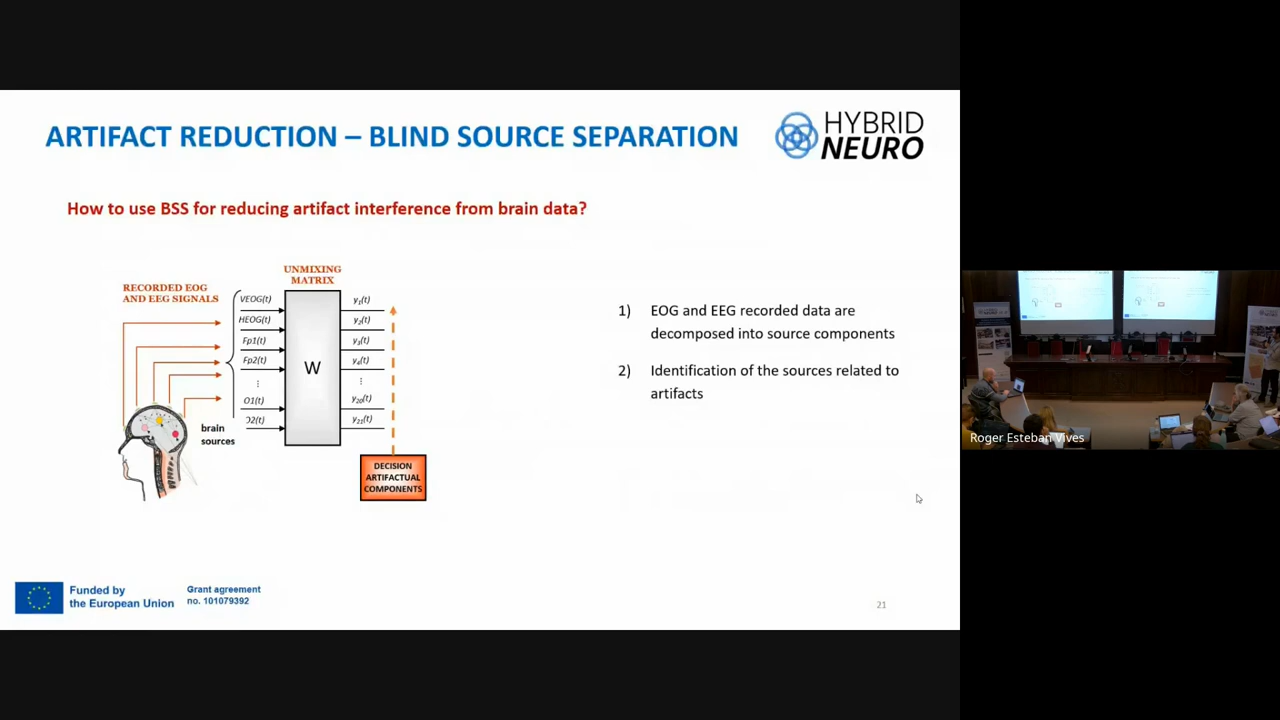 ARTIFACT REDUCTION – BLIND SOURCE SEPARATION
HYBRID
NEURO
How to use BSS for reducing artifact interference from brain data?
UNMIXING
MATRIX
RECORDED EOG
AND EEG SIGNALS
VEOG(t)
HEOG(t)
Fp1(t)
Fp2(t)
⋮
O1(t)
O2(t)
W
y1(t)
y2(t)
y3(t)
y4(t)
⋮
y20(t)
y21(t)
brain
sources
DECISION
ARTIFACTUAL
COMPONENTS
1) EOG and EEG recorded data are
decomposed into source components
2) Identification of the sources related to
artifacts
Funded by
the European Union
Grant agreement
no. 101079392
21
Roger Esteban Vives